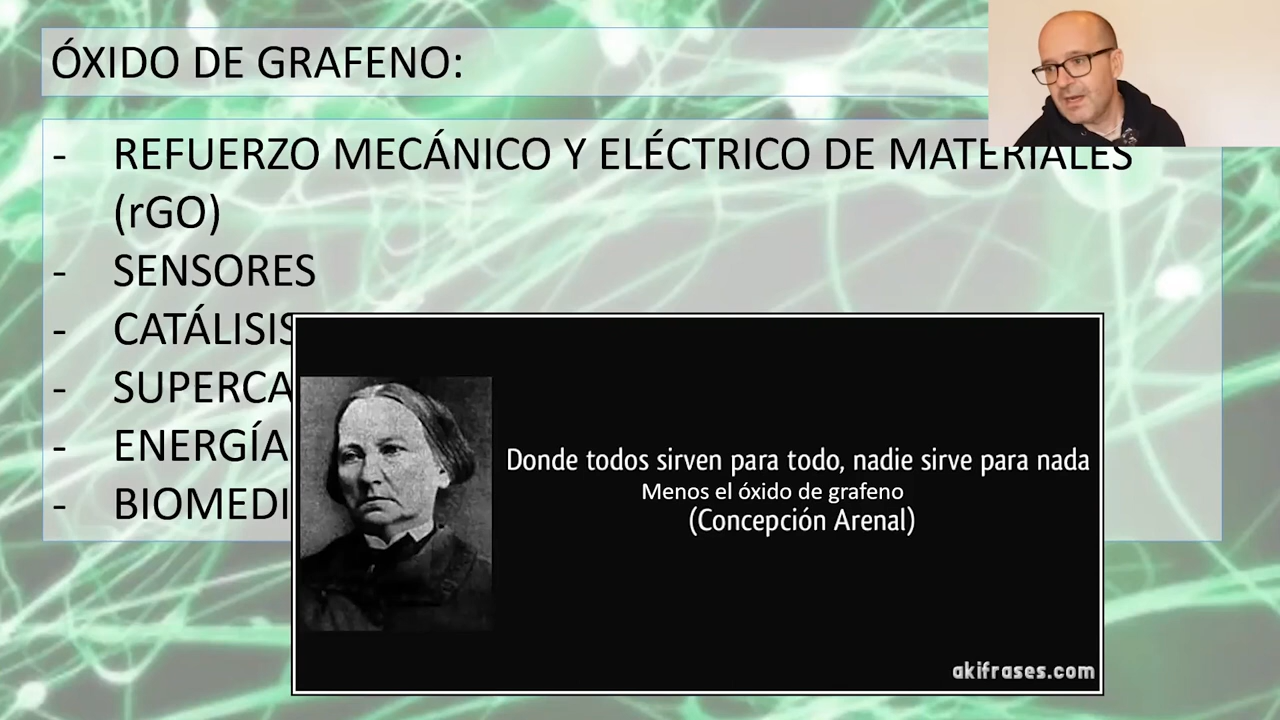 ÓXIDO DE GRAFENO:
- REFUERZO MECÁNICO Y ELÉCTRICO DE MATERIALES
(rGO)
- SENSORES
- CATÁLISIS
- SUPERCA
- ENERGÍA
- BIOMEDI
Donde todos sirven para todo, nadie sirve para nada
Menos el óxido de grafeno
(Concepción Arenal)
akifrases.com